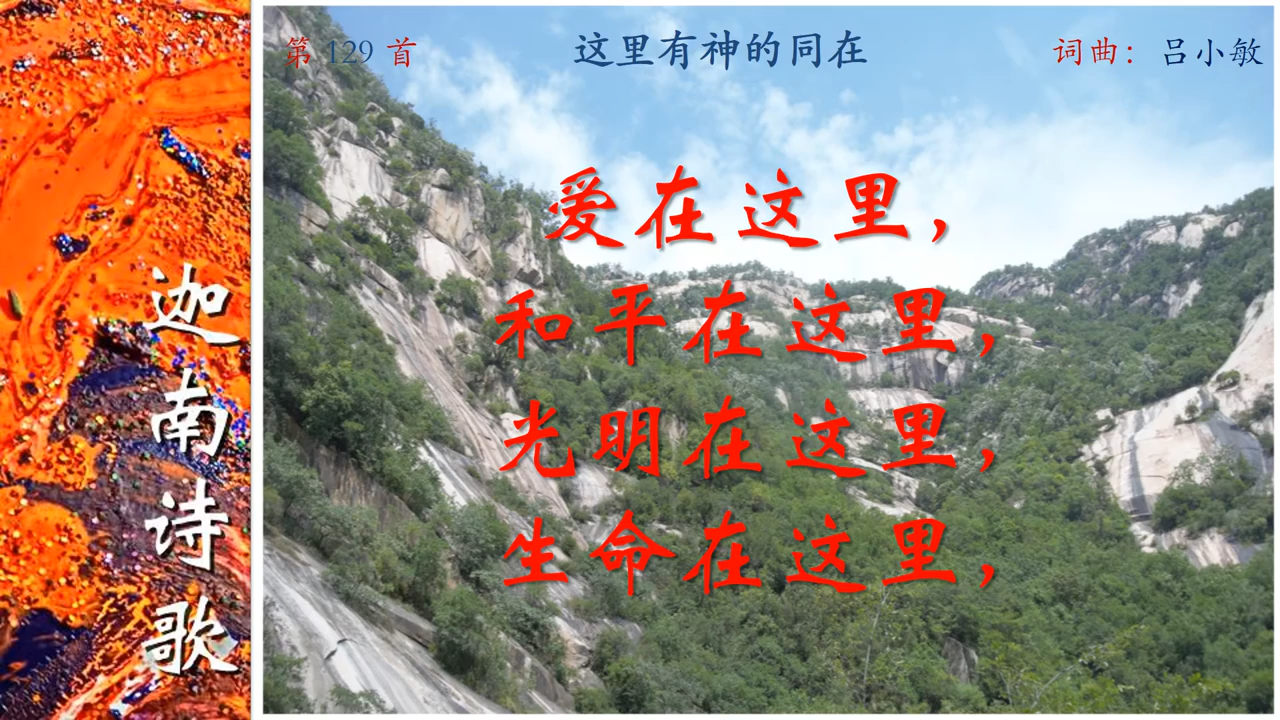 第 129 首
这里有神的同在
词曲：吕小敏
爱在这里，
和平在这里，
光明在这里，
生命在这里，
迦南诗歌